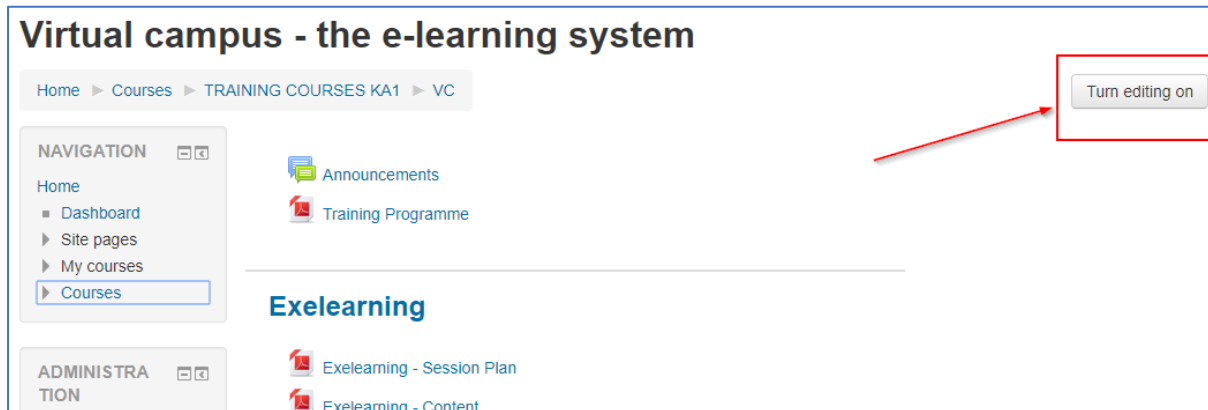 Virtual campus - the e-learning system
Home Courses TRAINING COURSES KA1 VC
Turn editing on
NAVIGATION
Home
Dashboard
Site pages
My courses
Courses
Announcements
Training Programme
Exelearning
Exelearning - Session Plan
Exelearning - Content
ADMINISTRA
TION